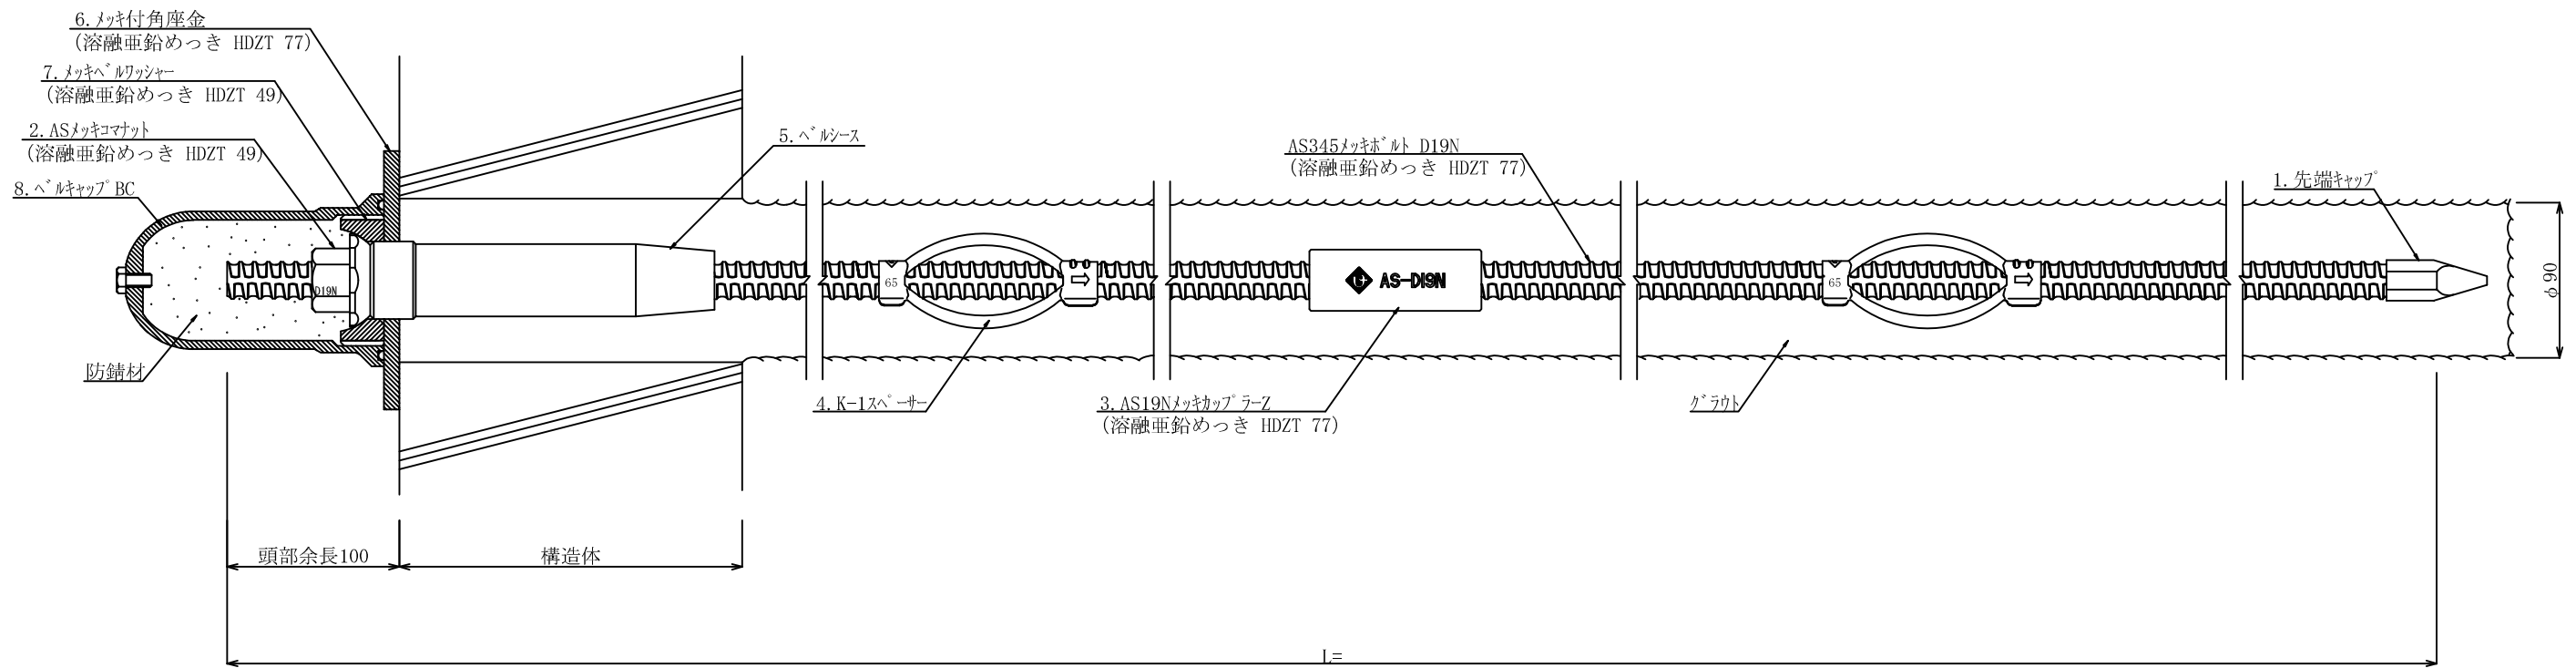 6.ﾒｯｷ付角座金
(溶融亜鉛めっき HDZT 77)
7.ﾒｯｷﾍﾞﾙﾜｯｼｬｰ
(溶融亜鉛めっき HDZT 49)
2.ASﾒｯｷｺﾏﾅｯﾄ
(溶融亜鉛めっき HDZT 49)
8.ﾍﾞﾙｷｬｯﾌﾟBC
5.ﾍﾞﾙｼｰｽ
AS345ﾒｯｷﾎﾞﾙﾄ D19N
(溶融亜鉛めっき HDZT 77)
1.先端ｷｬｯﾌﾟ
D19N
65
AS-D19N
65
φ90
防錆材
4.K-1ｽﾍﾟｰｻｰ
3.AS19NﾒｯｷｶｯﾌﾟﾗｰZ
(溶融亜鉛めっき HDZT 77)
ｸﾞﾗｳﾄ
頭部余長100
構造体
L=